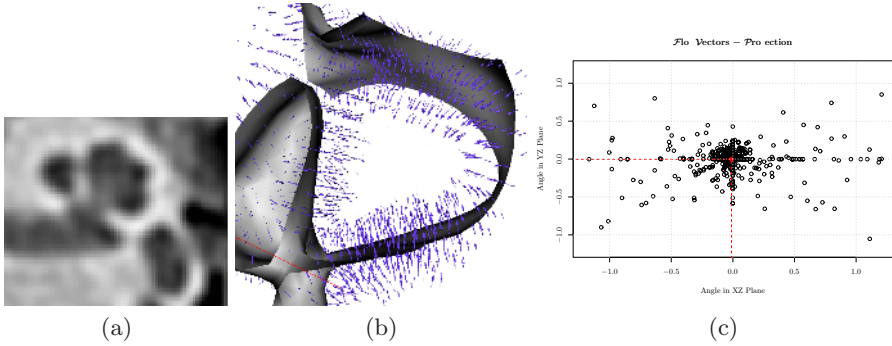 Flo Vectors – Pro ection
1.0
0.5
0.0
−0.5
−1.0
Angle in YZ Plane
−1.0 −0.5 0.0 0.5 1.0
Angle in XZ Plane
(a) (b) (c)